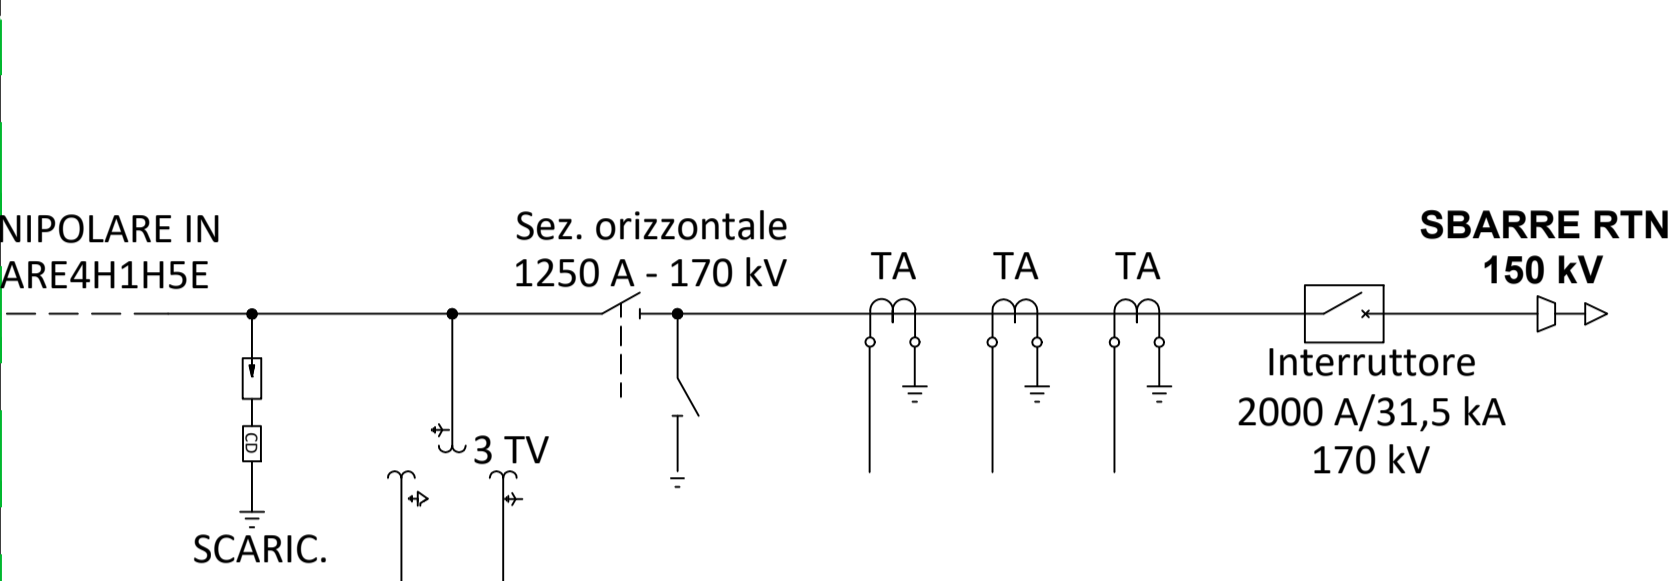 NIPOLARE IN
ARE4H1H5E
Sez. orizzontale
1250 A - 170 kV
TA
TA
TA
SBARRE RTN
150 kV
Interruttore
2000 A/31,5 kA
170 kV
3 TV
CD
SCARIC.